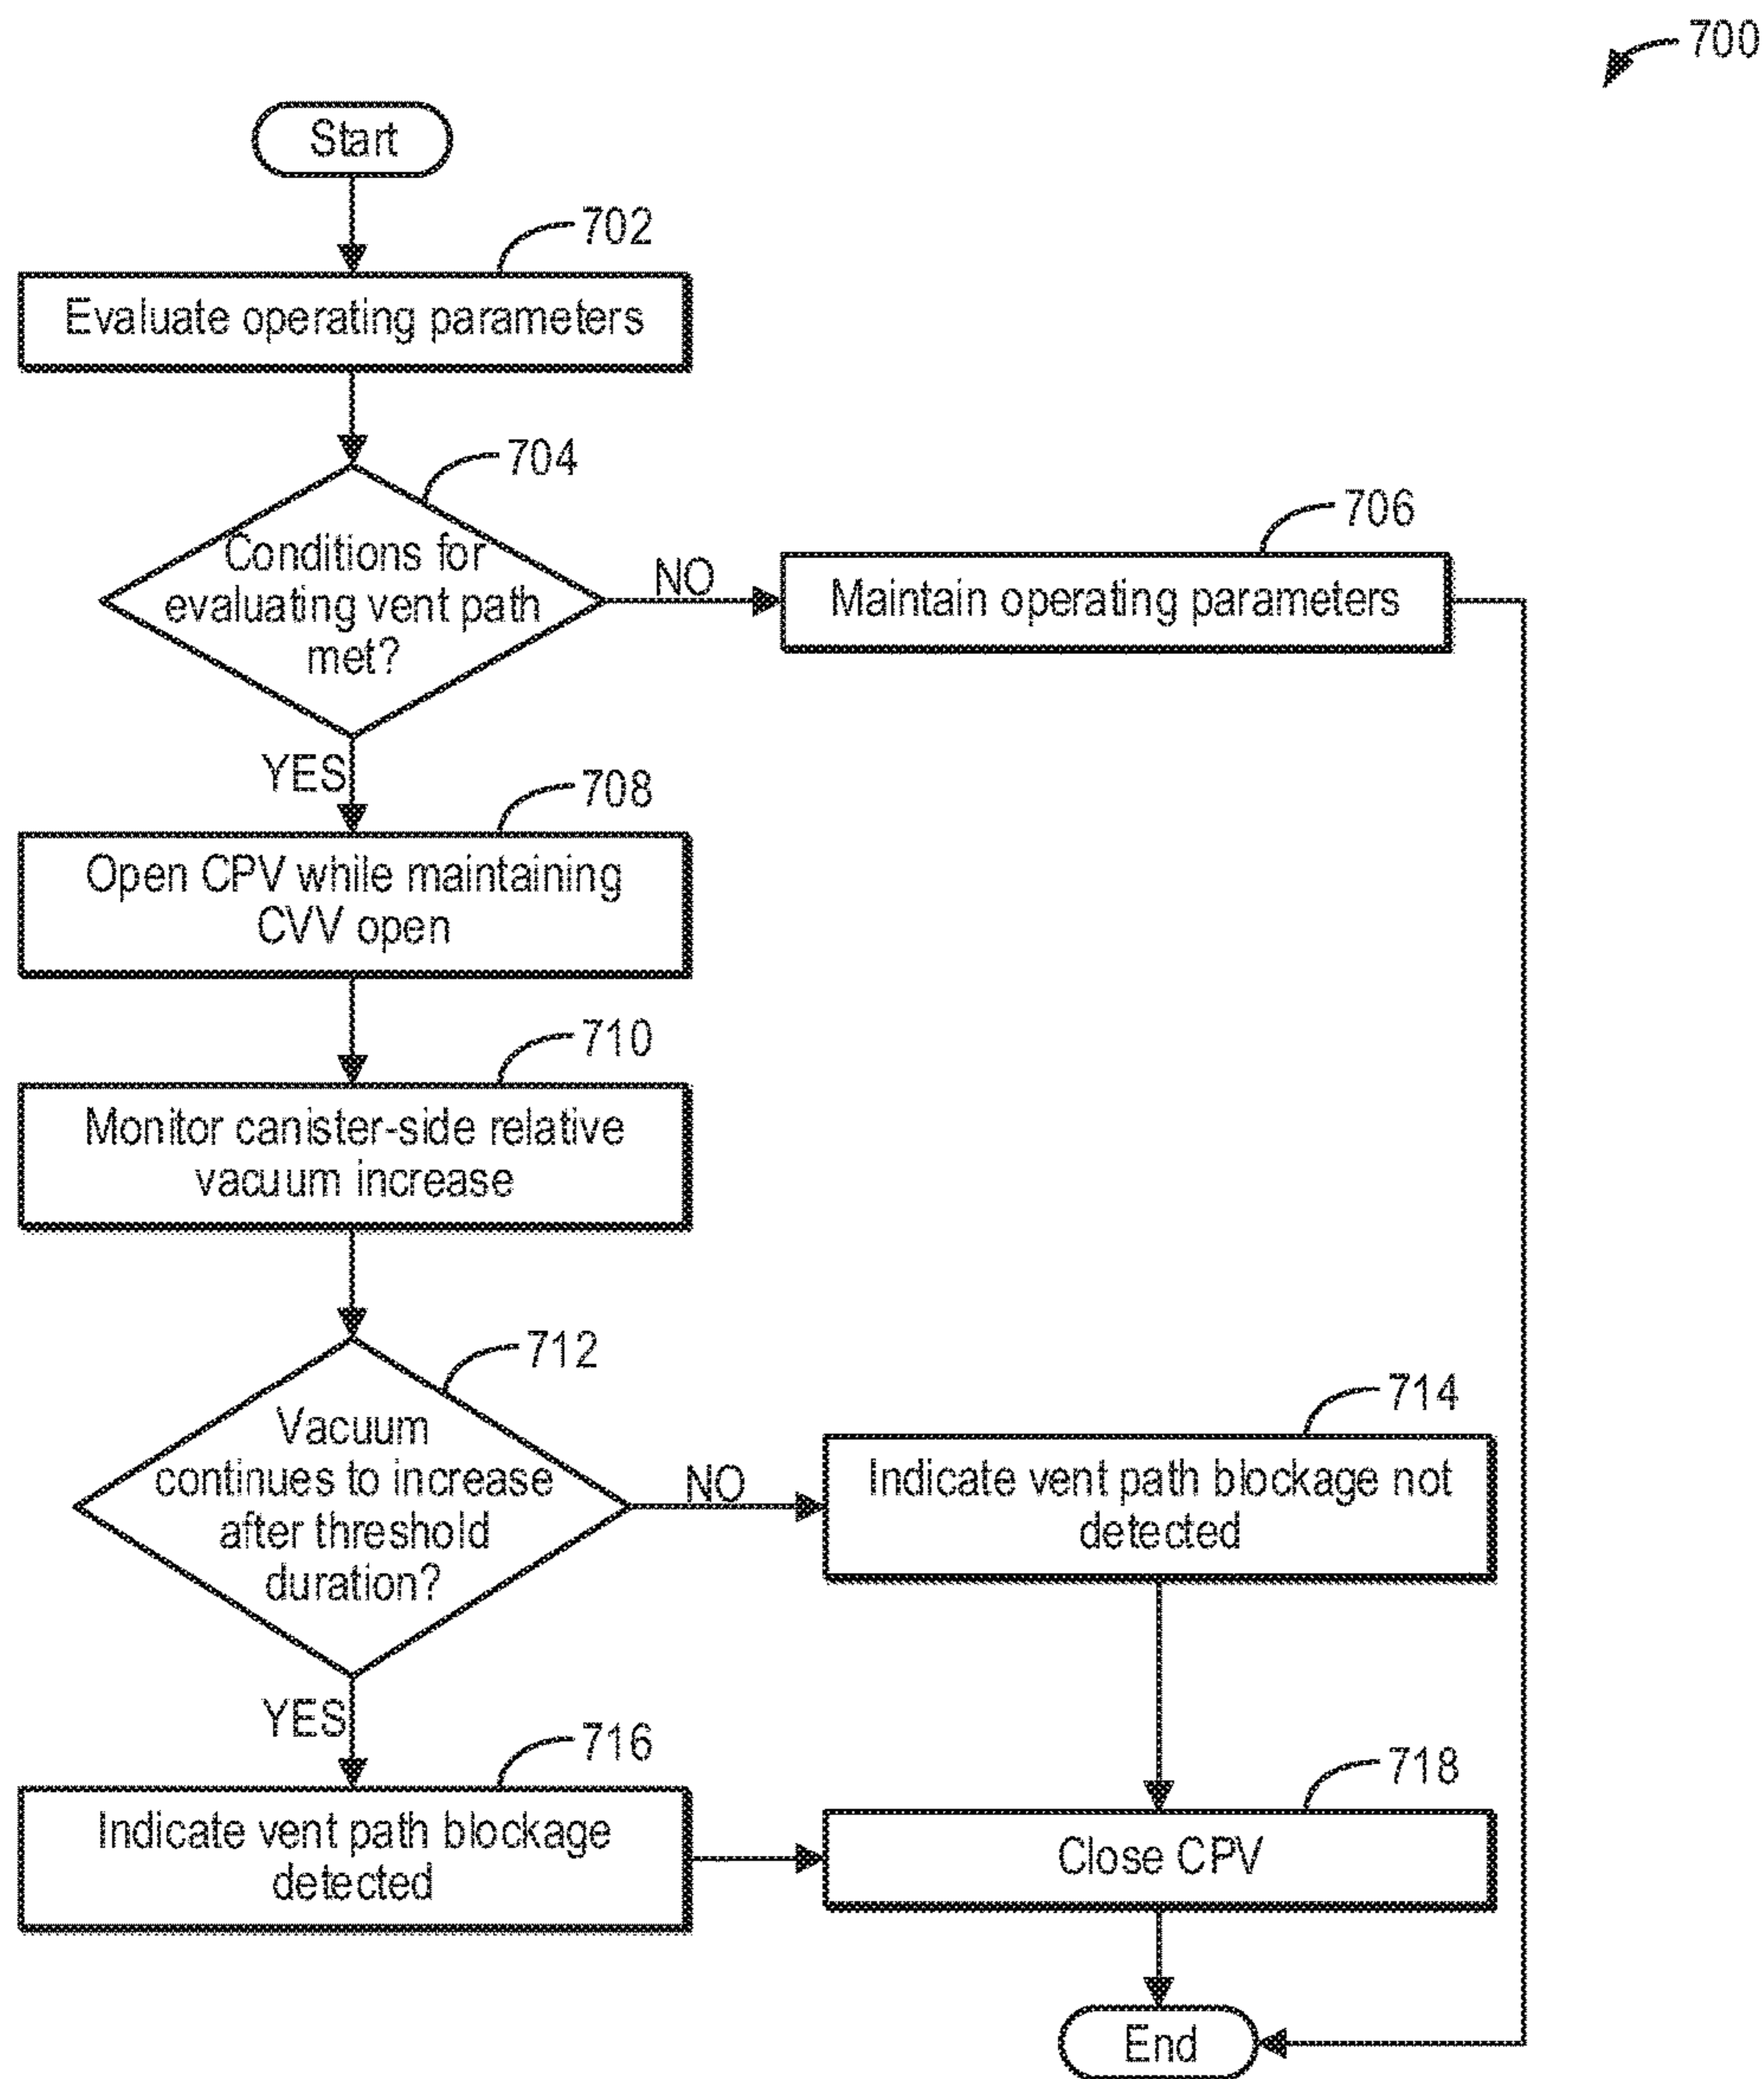 700
Start
702
Evaluate operating parameters
704
Conditions for
evaluating vent path
met?
NO
706
Maintain operating parameters
YES
708
Open CPV while maintaining
CVV open
710
Monitor canister-side relative
vacuum increase
712
Vacuum
continues to increase
after threshold
duration?
NO
714
Indicate vent path blockage not
detected
YES
716
Indicate vent path blockage
detected
718
Close CPV
End